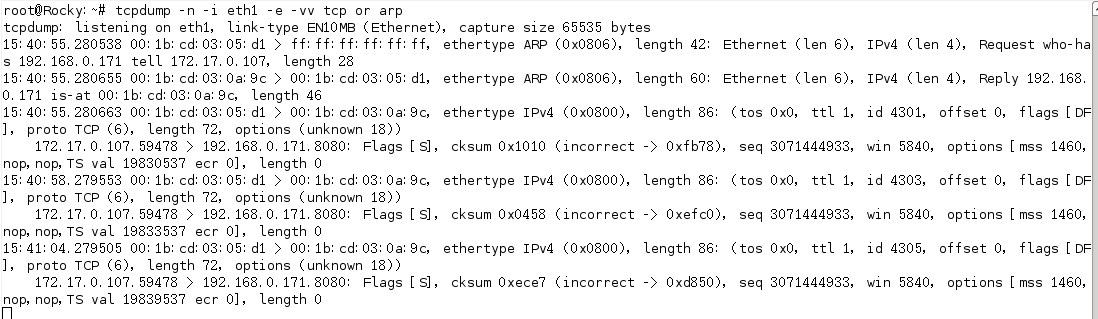 root@Rocky:~# tcpdump -n -i eth1 -e -vv tcp or arp
tcpdump: listening on eth1, link-type EN10MB (Ethernet), capture size 65535 bytes
15:40:55.280538 00:1b:cd:03:05:d1 > ff:ff:ff:ff:ff:ff, ethertype ARP (0x0806), length 42: Ethernet (len 6), IPv4 (len 4), Request who-ha
s 192.168.0.171 tell 172.17.0.107, length 28
15:40:55.280655 00:1b:cd:03:0a:9c > 00:1b:cd:03:05:d1, ethertype ARP (0x0806), length 60: Ethernet (len 6), IPv4 (len 4), Reply 192.168.
0.171 is-at 00:1b:cd:03:0a:9c, length 46
15:40:55.280663 00:1b:cd:03:05:d1 > 00:1b:cd:03:0a:9c, ethertype IPv4 (0x0800), length 86: (tos 0x0, ttl 1, id 4301, offset 0, flags [DF
], proto TCP (6), length 72, options (unknown 18))
    172.17.0.107.59478 > 192.168.0.171.8080: Flags [S], cksum 0x1010 (incorrect -> 0xfb78), seq 3071444933, win 5840, options [mss 1460,
nop,nop,TS val 19830537 ecr 0], length 0
15:40:58.279553 00:1b:cd:03:05:d1 > 00:1b:cd:03:0a:9c, ethertype IPv4 (0x0800), length 86: (tos 0x0, ttl 1, id 4303, offset 0, flags [DF
], proto TCP (6), length 72, options (unknown 18))
    172.17.0.107.59478 > 192.168.0.171.8080: Flags [S], cksum 0x0458 (incorrect -> 0xefc0), seq 3071444933, win 5840, options [mss 1460,
nop,nop,TS val 19833537 ecr 0], length 0
15:41:04.279505 00:1b:cd:03:05:d1 > 00:1b:cd:03:0a:9c, ethertype IPv4 (0x0800), length 86: (tos 0x0, ttl 1, id 4305, offset 0, flags [DF
], proto TCP (6), length 72, options (unknown 18))
    172.17.0.107.59478 > 192.168.0.171.8080: Flags [S], cksum 0xece7 (incorrect -> 0xd850), seq 3071444933, win 5840, options [mss 1460,
nop,nop,TS val 19839537 ecr 0], length 0